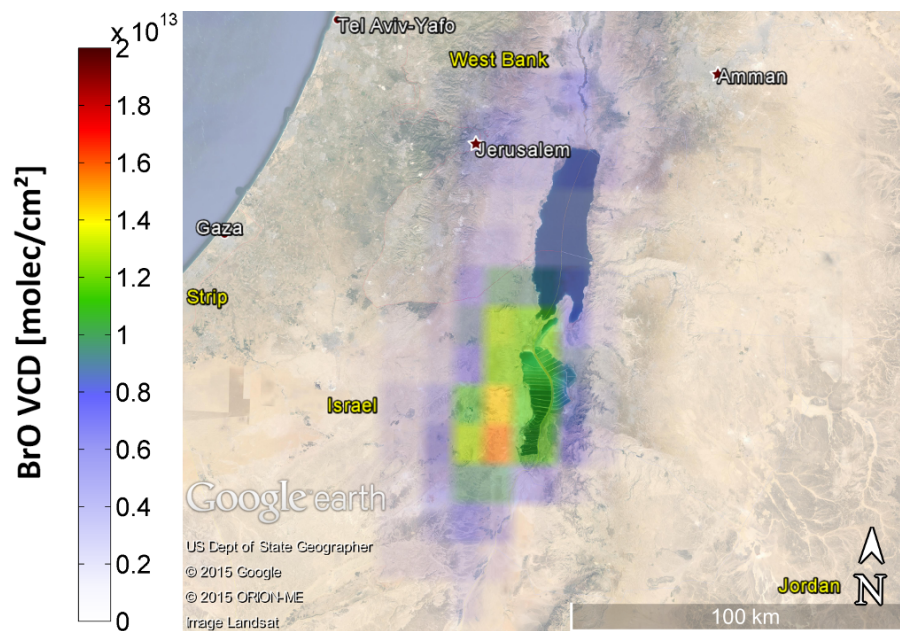 x 10¹³
2
1.8
1.6
1.4
1.2
1
0.8
0.6
0.4
0.2
0
BrO VCD [molec/cm²]
Tel Aviv-Yafo
West Bank
Amman
Jerusalem
Gaza
Strip
Israel
Google earth
US Dept of State Geographer
© 2015 Google
© 2015 ORION-ME
Image Landsat
Jordan
N
100 km